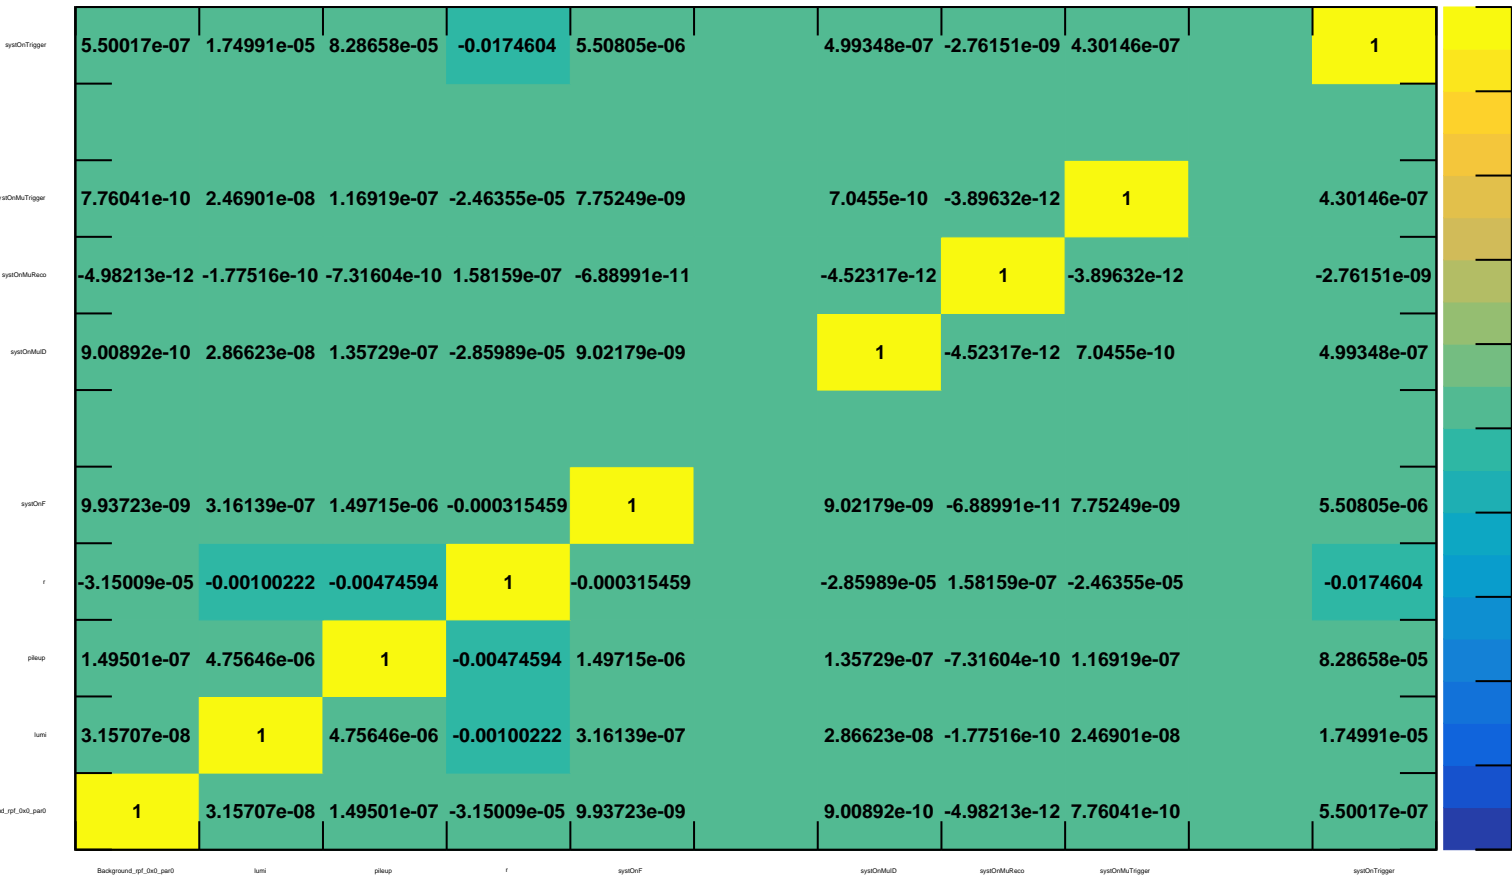 systOnTrigger 5.50017e-07 1.74991e-05 8.28658e-05 -0.0174604 5.50805e-06 4.99348e-07 -2.76151e-09 4.30146e-07 1
stOnMuTrigger 7.76041e-10 2.46901e-08 1.16919e-07 -2.46355e-05 7.75249e-09 7.0455e-10 -3.89632e-12 1 4.30146e-07
systOnMuReco -4.98213e-12 -1.77516e-10 -7.31604e-10 1.58159e-07 -6.88991e-11 -4.52317e-12 1 -3.89632e-12 -2.76151e-09
systOnMuID 9.00892e-10 2.86623e-08 1.35729e-07 -2.85989e-05 9.02179e-09 1 -4.52317e-12 7.0455e-10 4.99348e-07
systOnF 9.93723e-09 3.16139e-07 1.49715e-06 -0.000315459 1 9.02179e-09 -6.88991e-11 7.75249e-09 5.50805e-06
r -3.15009e-05 -0.00100222 -0.00474594 1 -0.000315459 -2.85989e-05 1.58159e-07 -2.46355e-05 -0.0174604
pileup 1.49501e-07 4.75646e-06 1 -0.00474594 1.49715e-06 1.35729e-07 -7.31604e-10 1.16919e-07 8.28658e-05
lumi 3.15707e-08 1 4.75646e-06 -0.00100222 3.16139e-07 2.86623e-08 -1.77516e-10 2.46901e-08 1.74991e-05
d_rpf_0x0_par0 1 3.15707e-08 1.49501e-07 -3.15009e-05 9.93723e-09 9.00892e-10 -4.98213e-12 7.76041e-10 5.50017e-07
Background_rpf_0x0_par0 lumi pileup r systOnF systOnMuID systOnMuReco systOnMuTrigger systOnTrigger